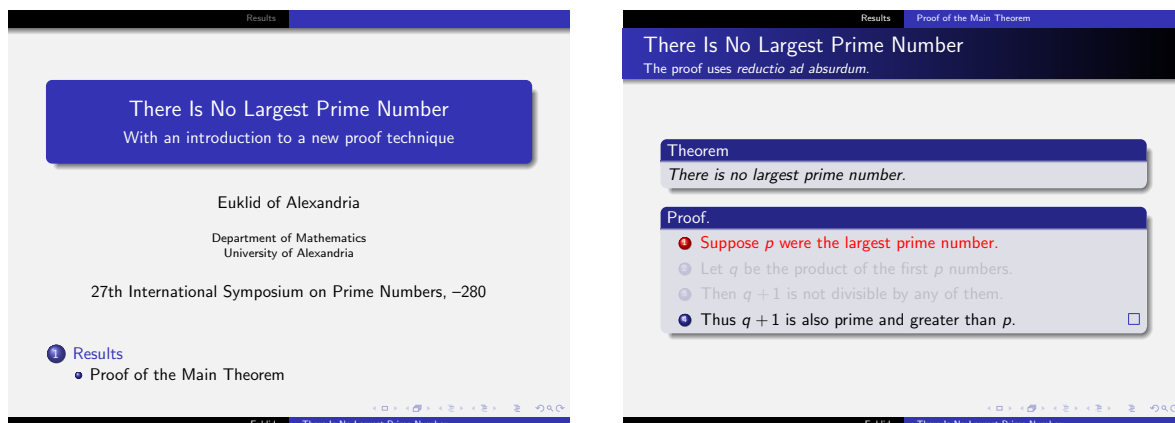 Results
There Is No Largest Prime Number
With an introduction to a new proof technique
Euklid of Alexandria
Department of Mathematics
University of Alexandria
27th International Symposium on Prime Numbers, –280
1 Results
Proof of the Main Theorem
Results Proof of the Main Theorem
There Is No Largest Prime Number
The proof uses reductio ad absurdum.
Theorem
There is no largest prime number.
Proof.
1 Suppose p were the largest prime number.
2 Let q be the product of the first p numbers.
3 Then q + 1 is not divisible by any of them.
4 Thus q + 1 is also prime and greater than p.